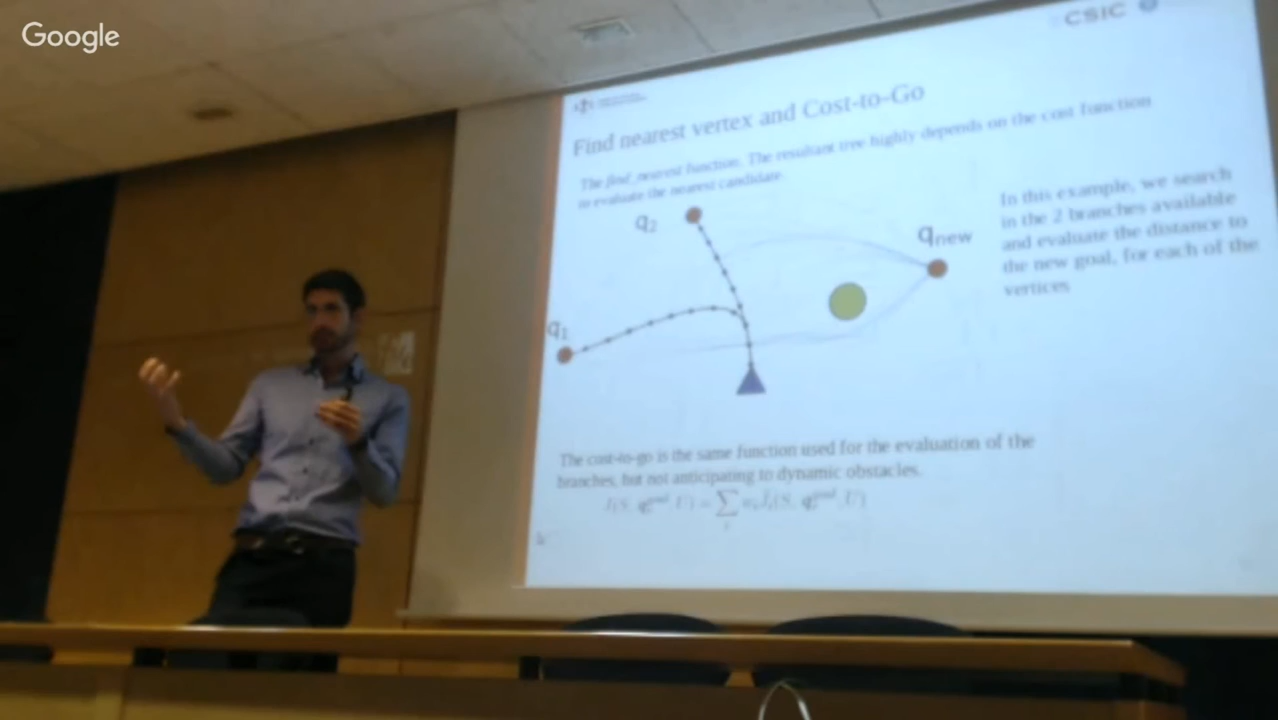 Google
CSIC
Find nearest vertex and Cost-to-Go
The find_nearest function. The resultant tree highly depends on the cost function
to evaluate the nearest candidate.
q2
qnew
q1
In this example, we search
in the 2 branches available
and evaluate the distance to
the new goal, for each of the
vertices
The cost-to-go is the same function used for the evaluation of the
branches, but not anticipating to dynamic obstacles.